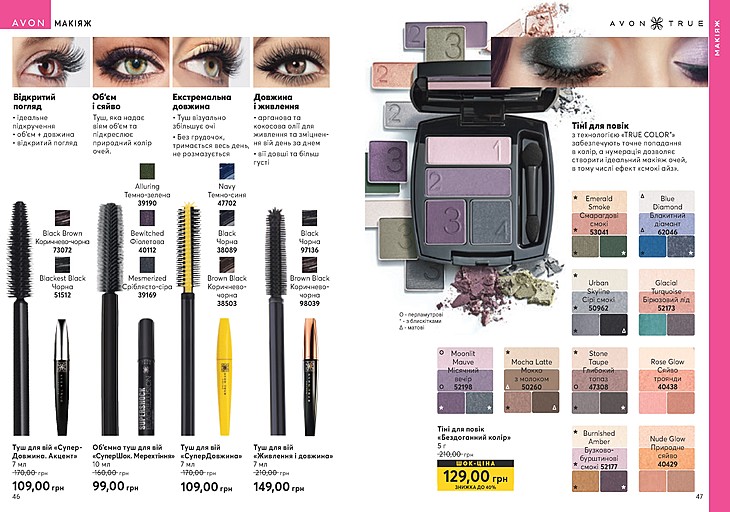 AVON МАКІЯЖ
Відкритий
погляд
• ідеальне
підкручення
• об'єм + довжина
• відкритий погляд
Об'єм
і сяйво
Туш, яка надає
віям об'єм та
підкреслює
природний колір
очей.
Екстремальна
довжина
• Туш візуально
збільшує очі
• Без грудочок,
тримається весь день,
не розмазується
Довжина
і живлення
• арганова та
кокосова олії для
живлення та зміцнен-
ня вій день за днем
• вії довші та більш
густі
Black Brown
Коричнево-чорна
73072
Blackest Black
Чорна
51512
Alluring
Темно-зелена
39190
Bewitched
Фіолетова
40112
Mesmerized
Сріблясто-сіра
39169
Navy
Темно-синя
47702
Black
Чорна
38089
Brown Black
Коричнево-
чорна
38503
Black
Чорна
97136
Brown Black
Коричнево-
чорна
98039
SUPERSHOCK
Туш для вій «Супер-
Довжина. Акцент»
7 мл
170,00 грн
109,00 грн
Об'ємна туш для вій
«СуперШок. Мерехтіння»
10 мл
160,00 грн
99,00 грн
Туш для вій
«СуперДовжина»
7 мл
170,00 грн
109,00 грн
Туш для вій
«Живлення і довжина»
7 мл
210,00 грн
149,00 грн
46
AVON TRUE
МАКІЯЖ
Тіні для повік
з технологією «TRUE COLOR»
забезпечують точне попадання
в колір, а нумерація дозволяє
створити ідеальний макіяж очей,
в тому числі ефект «смокі айз».
О - перламутрові
* - з блискітками
Δ - матові
Emerald
Smoke
Смарагдові
смокі
53041
Blue
Diamond
Блакитний
діамант
62046
Urban
Skyline
Сірі смокі
50962
Glacial
Turquoise
Бірюзовий лід
52173
Moonlit
Mauve
Місячний
вечір
52198
Mocha Latte
Мокко
з молоком
50260
Stone
Taupe
Глибокий
топаз
47308
Rose Glow
Сяйво
троянди
40438
Burnished
Amber
Бузково-
бурштинові
смокі 52177
Nude Glow
Природне
сяйво
40429
Тіні для повік
«Бездоганний колір»
5 г
210,00 грн
ШОК-ЦІНА
129,00 грн
ЗНИЖКА ДО 40%
47